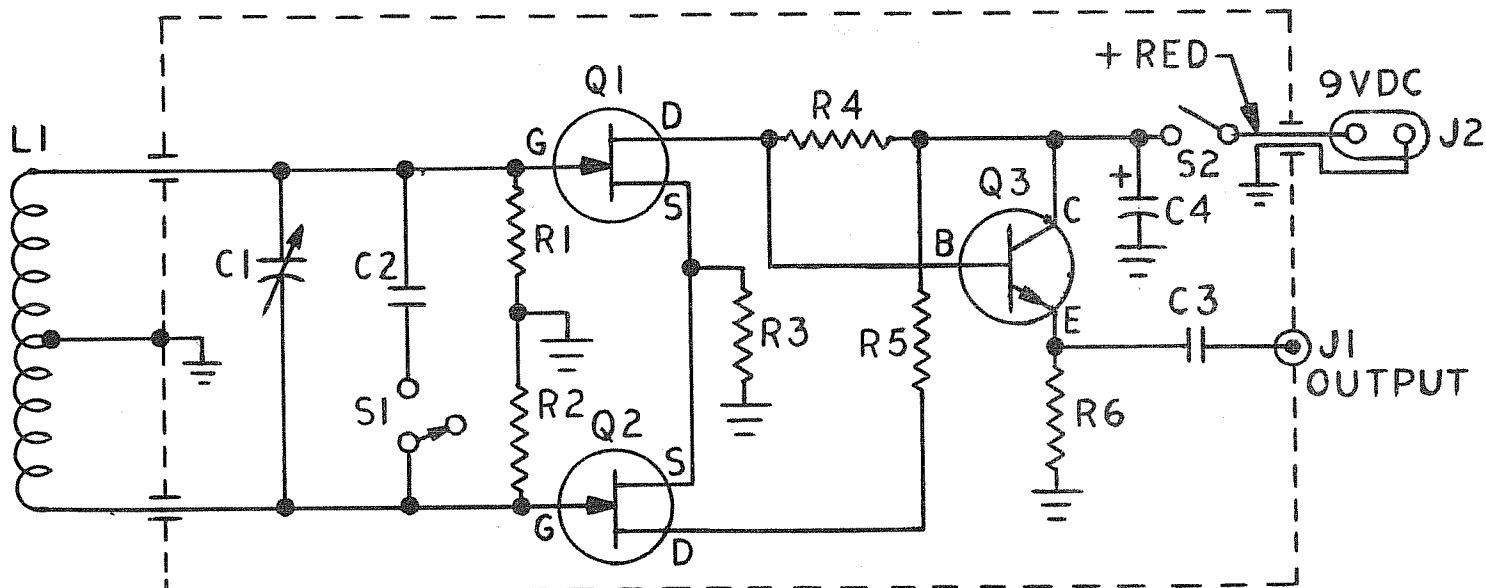 + RED
9VDC
J2
L1
Q1
D
G
S
R4
S2
+
C4
Q3
C
B
E
C1
C2
R1
R3
R5
C3
J1
OUTPUT
S1
R2
Q2
S
G
D
R6